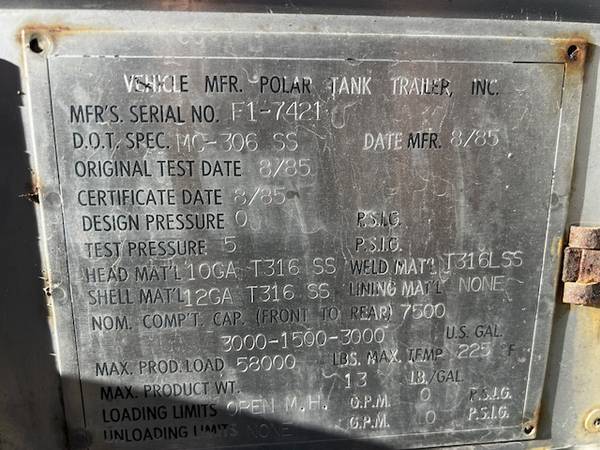 VEHICLE MFR. POLAR TANK TRAILER, INC.
MFR'S. SERIAL NO. F1-7421
D.O.T. SPEC. MC-306 SS DATE MFR. 8/85
ORIGINAL TEST DATE 8/85
CERTIFICATE DATE 8/85
DESIGN PRESSURE 0 P.S.I.G.
TEST PRESSURE 5 P.S.I.G.
HEAD MAT'L 10GA T316 SS WELD MAT'L T316LSS
SHELL MAT'L 12GA T316 SS LINING MAT'L NONE
NOM. COMP'T. CAP. (FRONT TO REAR) 7500
3000-1500-3000 U.S. GAL.
MAX. PROD. LOAD 58000 LBS. MAX. TEMP 225 F
MAX. PRODUCT WT. 13 LB./GAL.
LOADING LIMITS OPEN M.H. G.P.M. 0 P.S.I.G.
UNLOADING LIMITS NONE G.P.M. 0 P.S.I.G.